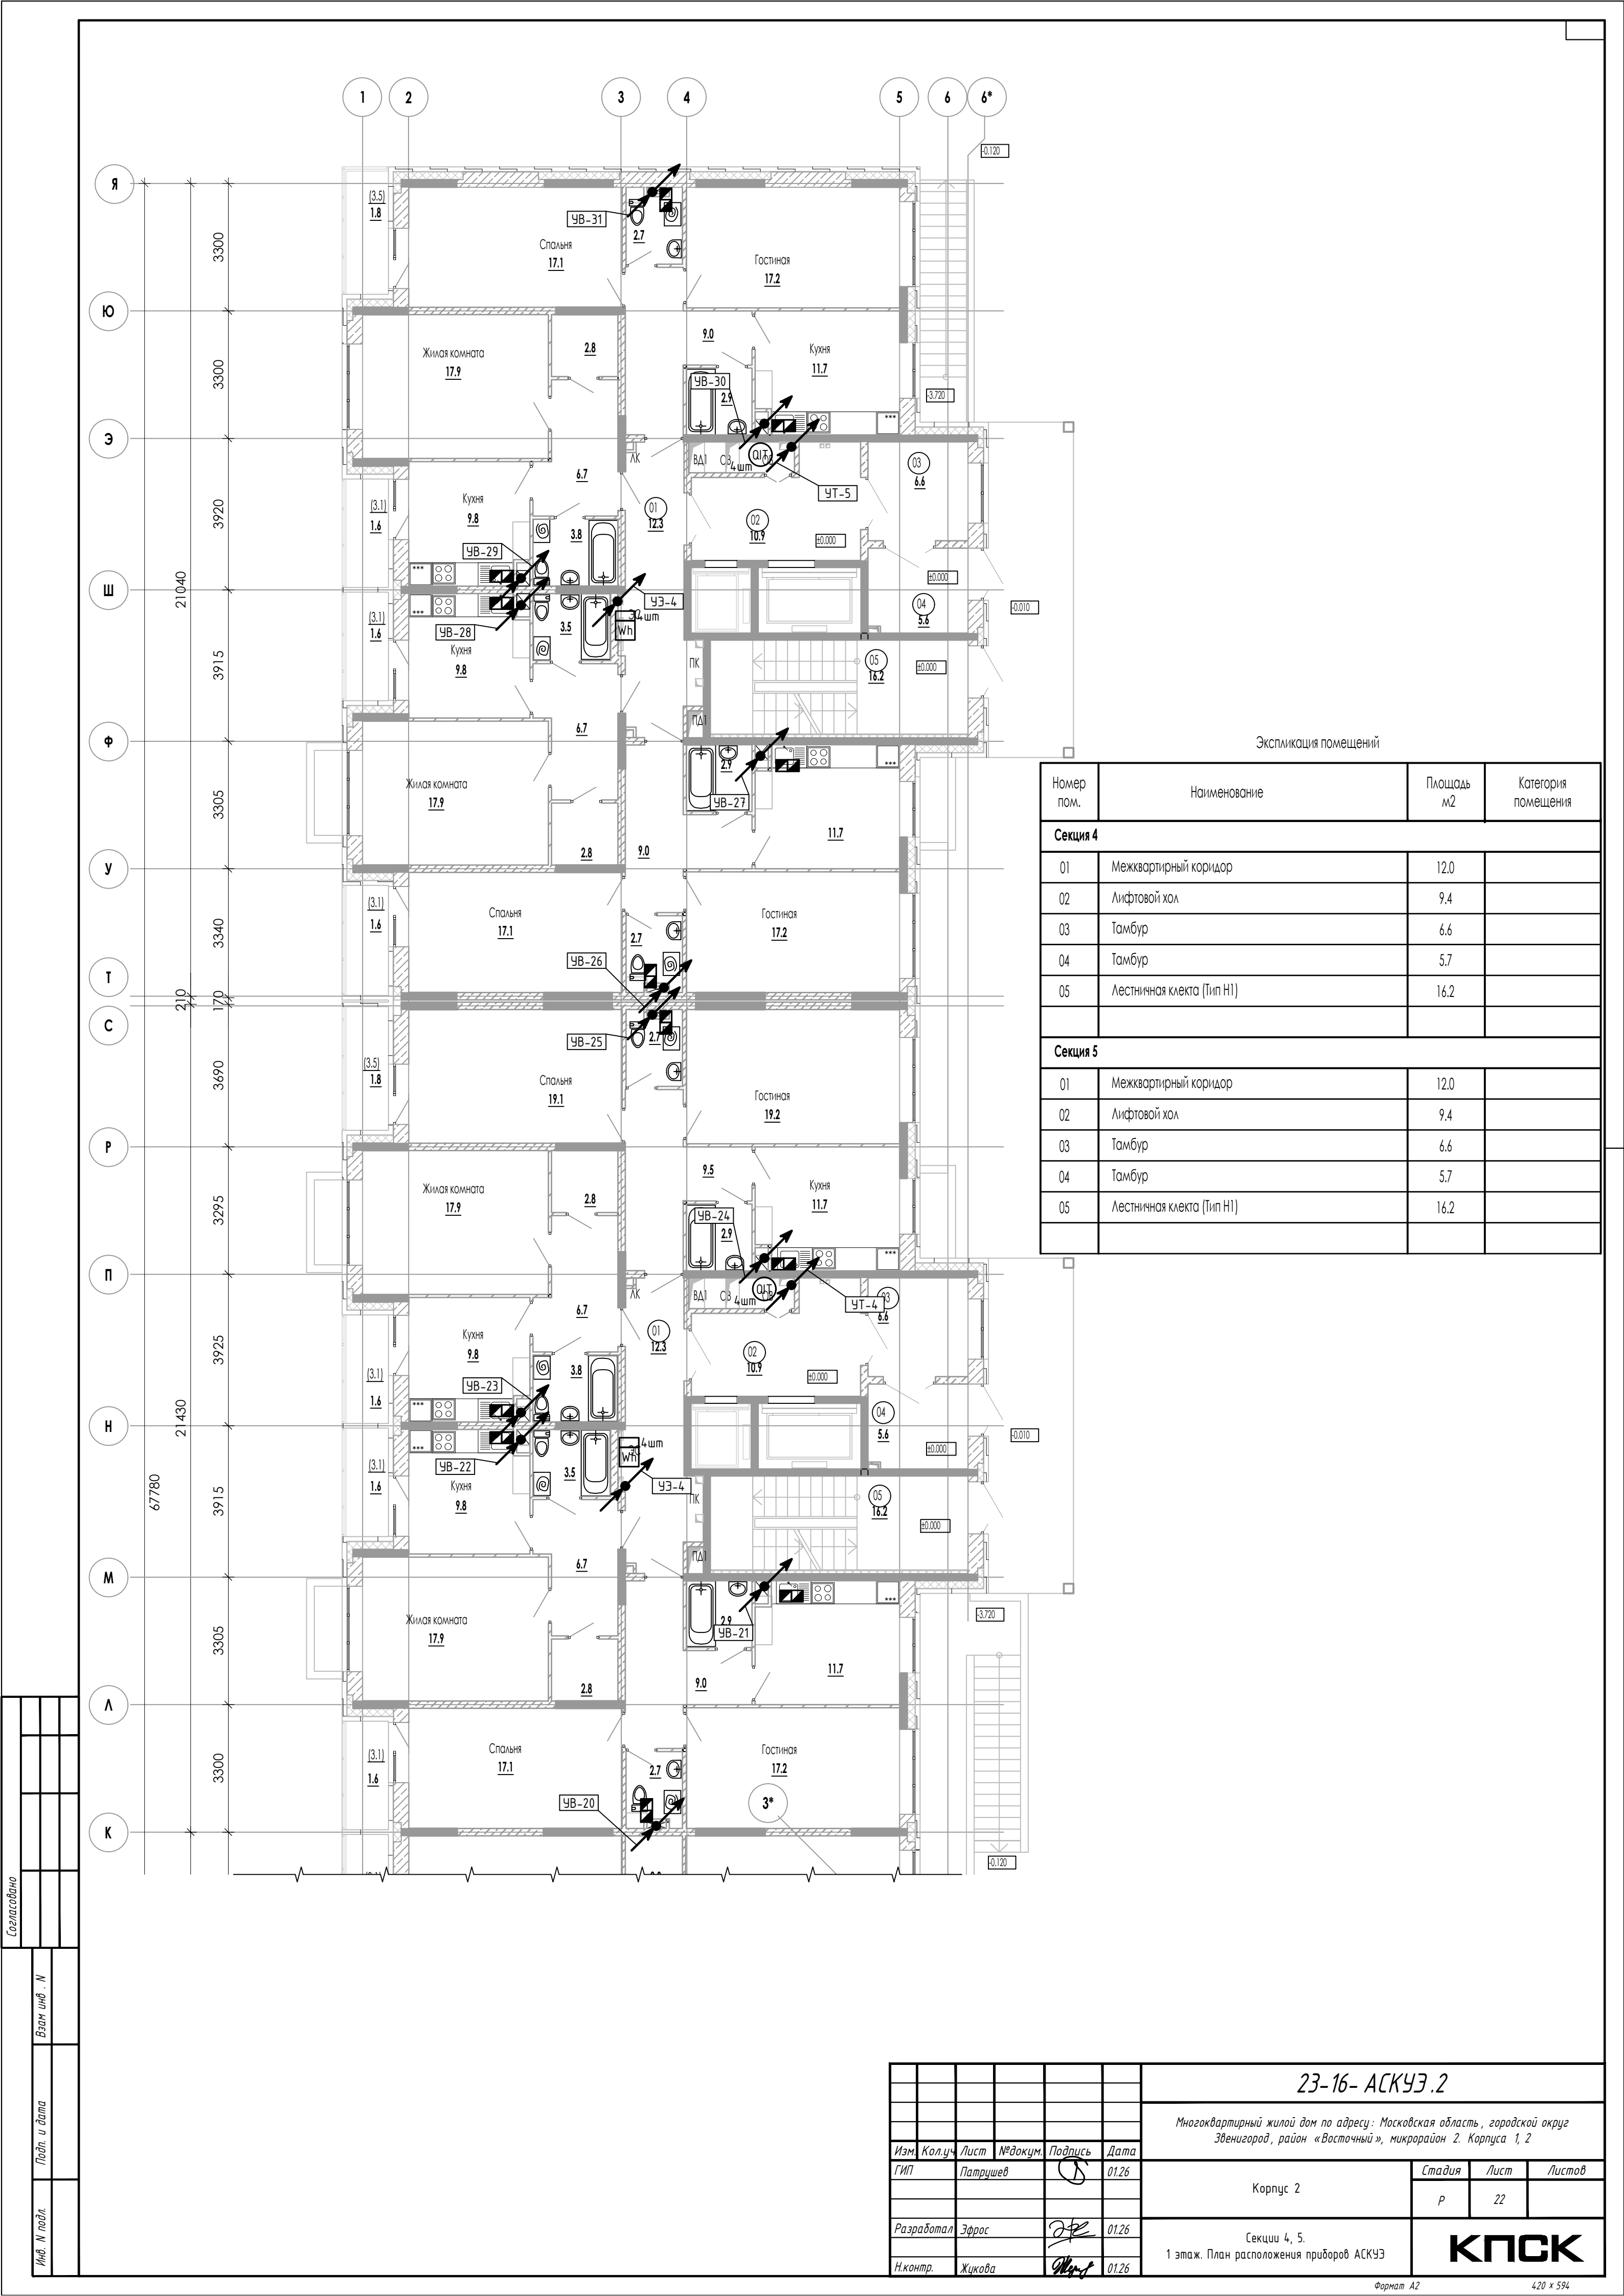 1 2 3 4 5 6 6*
-0.120
Я
(3.5)
1.8
УВ-31
2.7
Спальня
17.1
Гостиная
17.2
3300
Ю
9.0
Жилая комната
17.9
2.8
Кухня
11.7
3300
УВ-30
2.9
-3.720
Э
ЛК
ВД1
4шт
QIT
УТ-5
03
6.6
6.7
(3.1)
1.6
Кухня
9.8
01
12.3
02
10.9
3.8
±0.000
3920
УВ-29
21040
Ш
±0.000
УЭ-4
04
5.6
-0.010
34шт
Wh
(3.1)
1.6
УВ-28
3.5
Кухня
9.8
ПК
05
16.2
±0.000
3915
ПД1
6.7
Ф
2.9
УВ-27
Жилая комната
17.9
3305
11.7
2.8
9.0
У
(3.1)
1.6
Спальня
17.1
Гостиная
17.2
3340
2.7
УВ-26
Т
210
170
С
УВ-25
2.7
(3.5)
1.8
3690
Спальня
19.1
Гостиная
19.2
Р
9.5
Жилая комната
17.9
2.8
Кухня
11.7
3295
УВ-24
2.9
П
ЛК
ВД1
4шт
QIT
УТ-4
03
6.6
6.7
Кухня
9.8
01
12.3
02
10.9
3925
(3.1)
1.6
3.8
±0.000
УВ-23
04
5.6
21430
Н
±0.000
-0.010
4шт
Wh
(3.1)
1.6
УВ-22
3.5
УЭ-4
Кухня
9.8
ПК
05
16.2
±0.000
67780
3915
ПД1
6.7
М
2.9
УВ-21
-3.720
Жилая комната
17.9
3305
11.7
2.8
9.0
Л
(3.1)
1.6
Спальня
17.1
Гостиная
17.2
2.7
3300
УВ-20
3*
К
-0.120
Экспликация помещений
Номер пом. Наименование Площадь м2 Категория помещения
Секция 4
01 Межквартирный коридор 12.0
02 Лифтовой хол 9.4
03 Тамбур 6.6
04 Тамбур 5.7
05 Лестничная клекта (Тип Н1) 16.2
Секция 5
01 Межквартирный коридор 12.0
02 Лифтовой хол 9.4
03 Тамбур 6.6
04 Тамбур 5.7
05 Лестничная клекта (Тип Н1) 16.2
Согласовано
Взам инв. N
Подп. и дата
Инв. N подл.
23-16- АСКУЭ.2
Многоквартирный жилой дом по адресу: Московская область, городской округ
Звенигород, район «Восточный», микрорайон 2. Корпуса 1, 2
Изм. Кол.уч Лист №докум. Подпись Дата
ГИП Патрушев 01.26
Корпус 2
Стадия Лист Листов
Р 22
Разработал Эфрос 01.26
Н.контр. Жукова 01.26
Секции 4, 5.
1 этаж. План расположения приборов АСКУЭ
КПСК
Формат А2 420 × 594